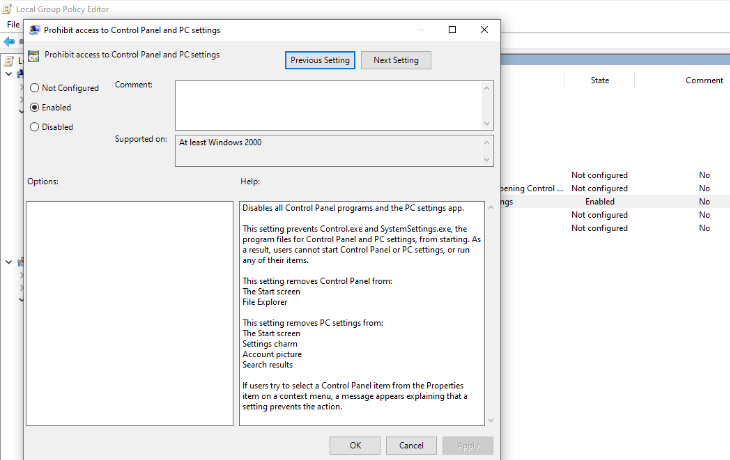 Local Group Policy Editor
File
Prohibit access to Control Panel and PC settings
Prohibit access to Control Panel and PC settings
Previous Setting
Next Setting
Not Configured
Enabled
Disabled
Comment:
Supported on:
At least Windows 2000
Options:
Help:
Disables all Control Panel programs and the PC settings app.
This setting prevents Control.exe and SystemSettings.exe, the
program files for Control Panel and PC settings, from starting. As
a result, users cannot start Control Panel or PC settings, or run
any of their items.
This setting removes Control Panel from:
The Start screen
File Explorer
This setting removes PC settings from:
The Start screen
Settings charm
Account picture
Search results
If users try to select a Control Panel item from the Properties
item on a context menu, a message appears explaining that a
setting prevents the action.
OK
Cancel
Apply
State
Comment
Not configured
No
pening Control ...
Not configured
No
ngs
Enabled
No
Not configured
No
Not configured
No